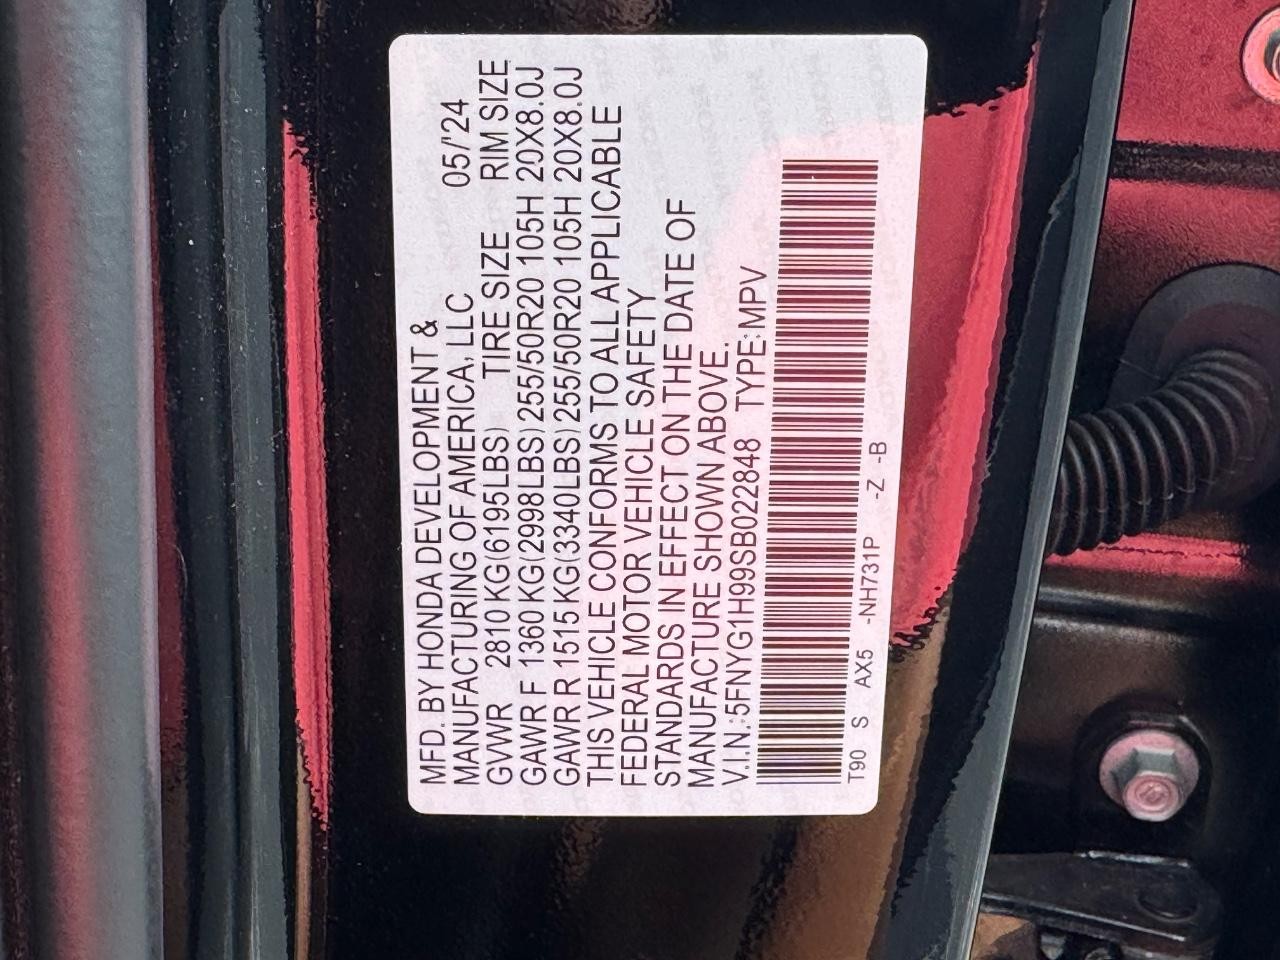 MFD. BY HONDA DEVELOPMENT &
MANUFACTURING OF AMERICA, LLC 05/'24
GVWR 2810 KG(6195LBS) TIRE SIZE RIM SIZE
GAWR F 1360 KG(2998LBS) 255/50R20 105H 20X8.0J
GAWR R 1515 KG(3340LBS) 255/50R20 105H 20X8.0J
THIS VEHICLE CONFORMS TO ALL APPLICABLE
FEDERAL MOTOR VEHICLE SAFETY
STANDARDS IN EFFECT ON THE DATE OF
MANUFACTURE SHOWN ABOVE.
V.I.N.:5FNYG1H99SB022848 TYPE:MPV
T90 S AX5 -NH731P -Z -B